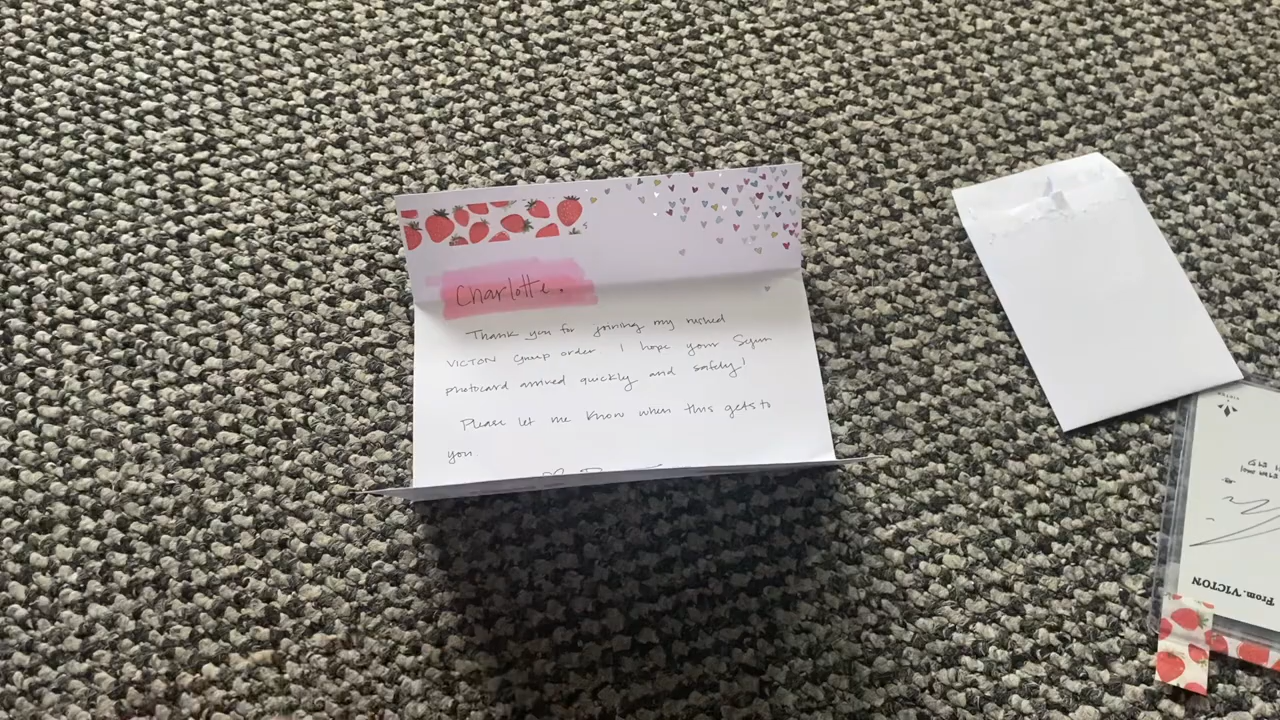 Charlotte.
Thank you for joining my rushed
VICTON Group order. I hope your
photocard arrived quickly and safely!
Please let me know when this gets to
you.
From. VICTON